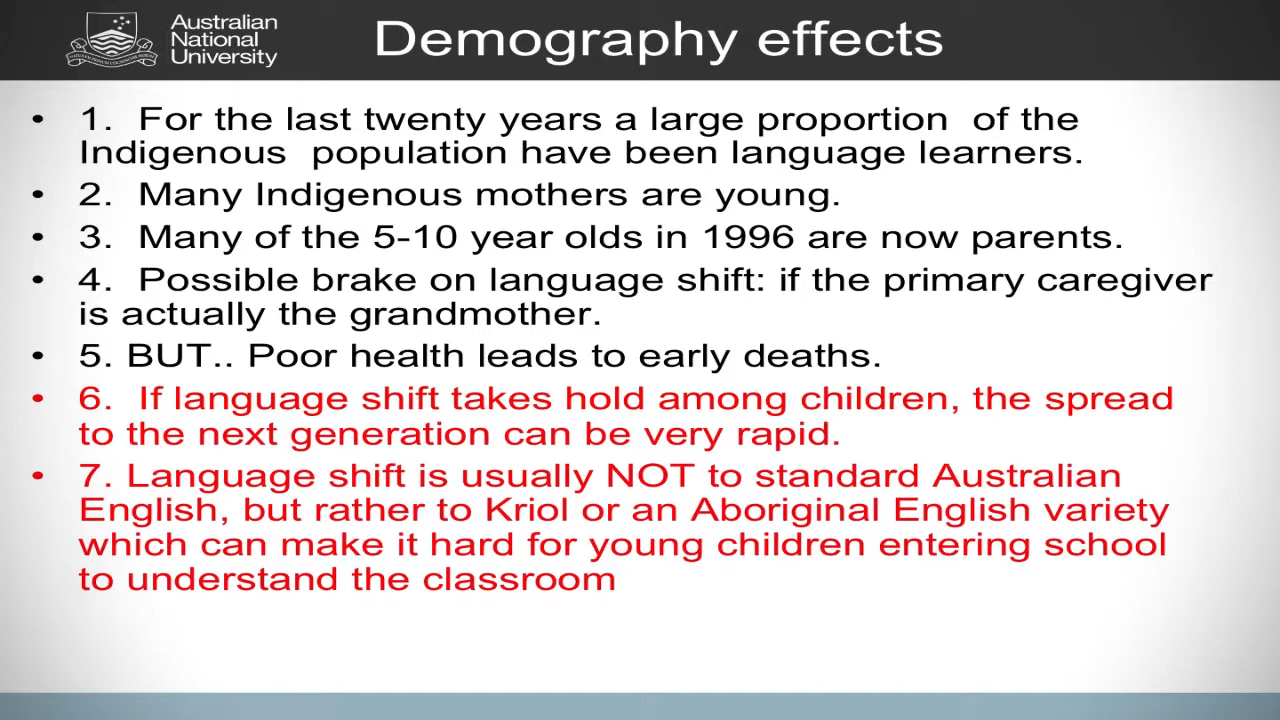 Australian
National
University
Demography effects
• 1. For the last twenty years a large proportion of the
Indigenous population have been language learners.
• 2. Many Indigenous mothers are young.
• 3. Many of the 5-10 year olds in 1996 are now parents.
• 4. Possible brake on language shift: if the primary caregiver
is actually the grandmother.
• 5. BUT.. Poor health leads to early deaths.
• 6. If language shift takes hold among children, the spread
to the next generation can be very rapid.
• 7. Language shift is usually NOT to standard Australian
English, but rather to Kriol or an Aboriginal English variety
which can make it hard for young children entering school
to understand the classroom